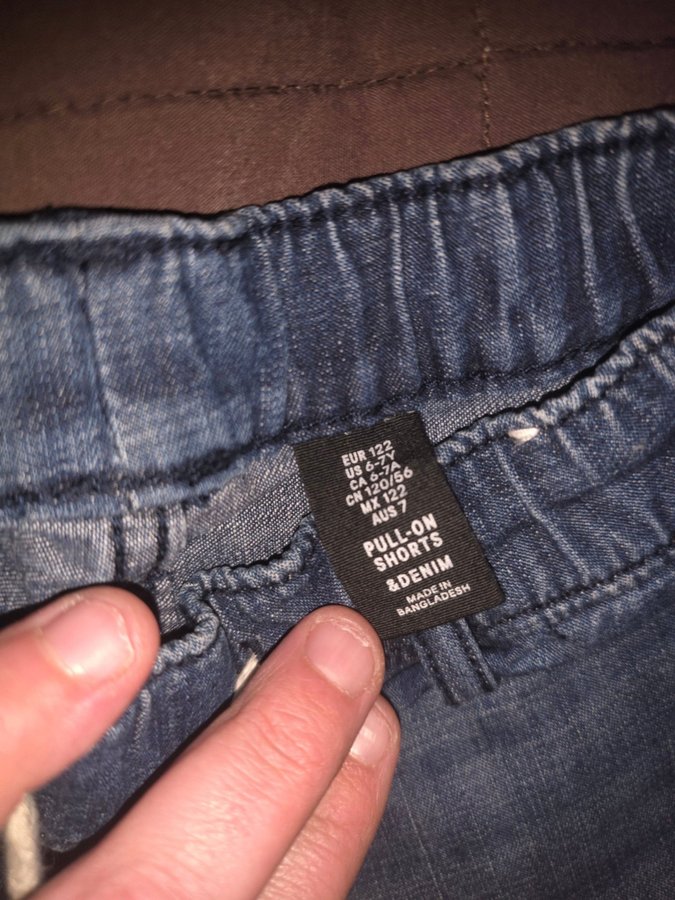 EUR 122
US 6-7Y
CA 6-7A
CN 120/56
MX 122
AUS 7
PULL-ON
SHORTS
&DENIM
MADE IN
BANGLADESH